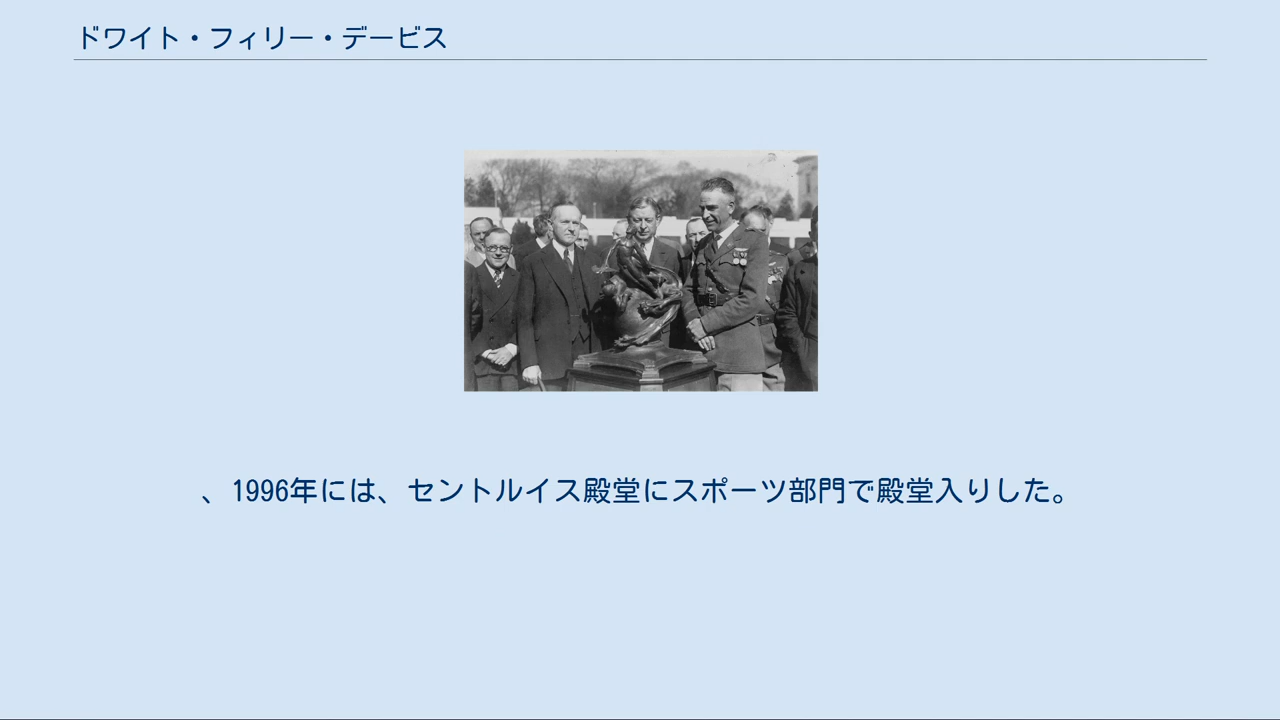 ドワイト・フィリー・デービス
、1996年には、セントルイス殿堂にスポーツ部門で殿堂入りした。